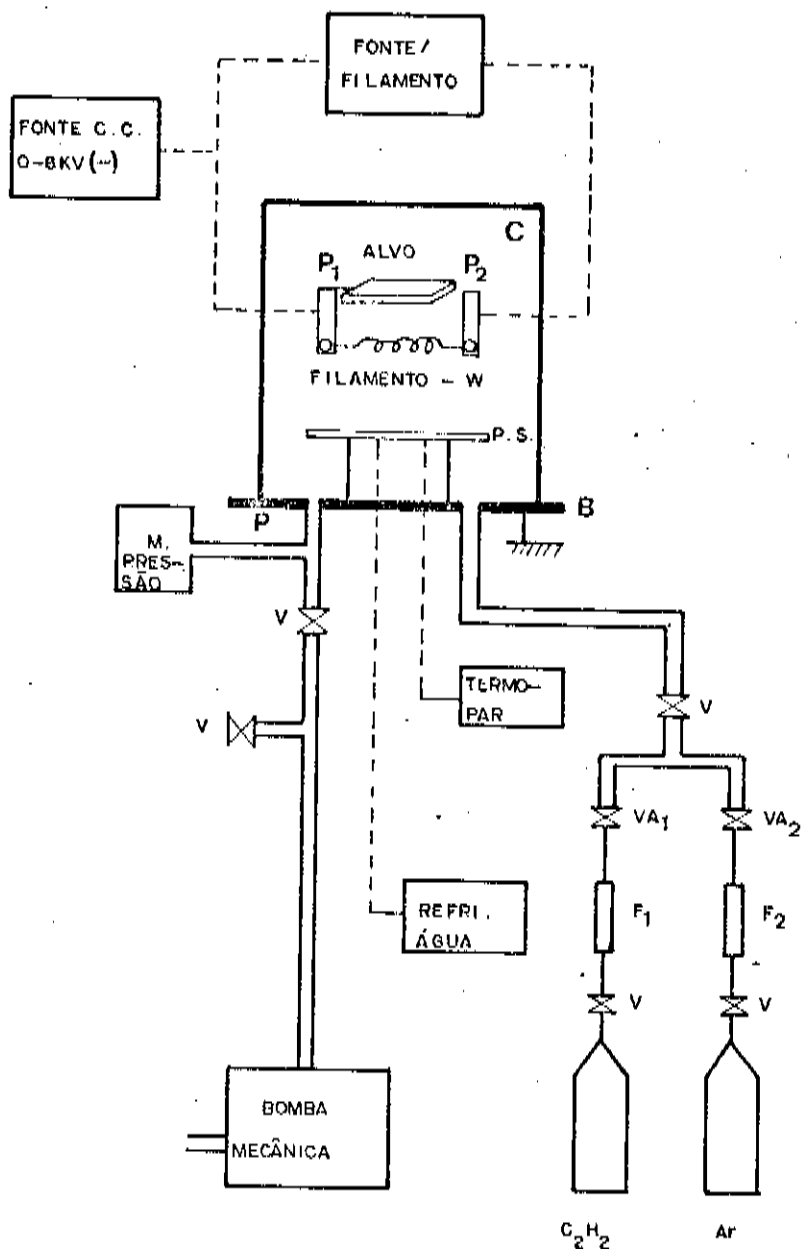 FONTE/
FILAMENTO
FONTE C.C.
0-8KV(-)
C
ALVO
P1
P2
FILAMENTO - W
P.S.
P
B
M.
PRES-
SÃO
V
V
TERMO-
PAR
V
VA1
VA2
REFRI.
ÁGUA
F1
F2
V
V
BOMBA
MECÂNICA
C2H2
Ar